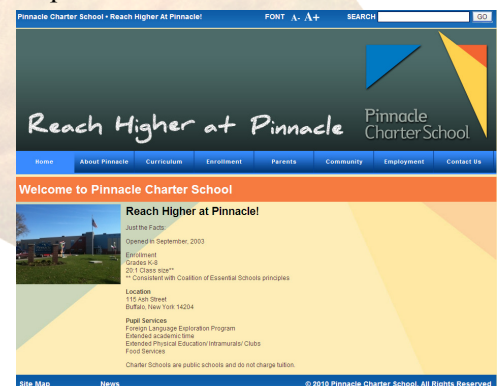 Pinnacle Charter School • Reach Higher At Pinnacle!
FONT A- A+
SEARCH GO
Reach Higher at Pinnacle
Pinnacle
Charter School
Home About Pinnacle Curriculum Enrollment Parents Community Employment Contact Us
Welcome to Pinnacle Charter School
Reach Higher at Pinnacle!
Just the Facts:
Opened in September, 2003
Enrollment
Grades K-8
20:1 Class size**
** Consistent with Coalition of Essential Schools principles
Location
115 Ash Street
Buffalo, New York 14204
Pupil Services
Foreign Language Exploration Program
Extended academic time
Extended Physical Education/ Intramurals/ Clubs
Food Services
Charter Schools are public schools and do not charge tuition.
Site Map News © 2010 Pinnacle Charter School, All Rights Reserved